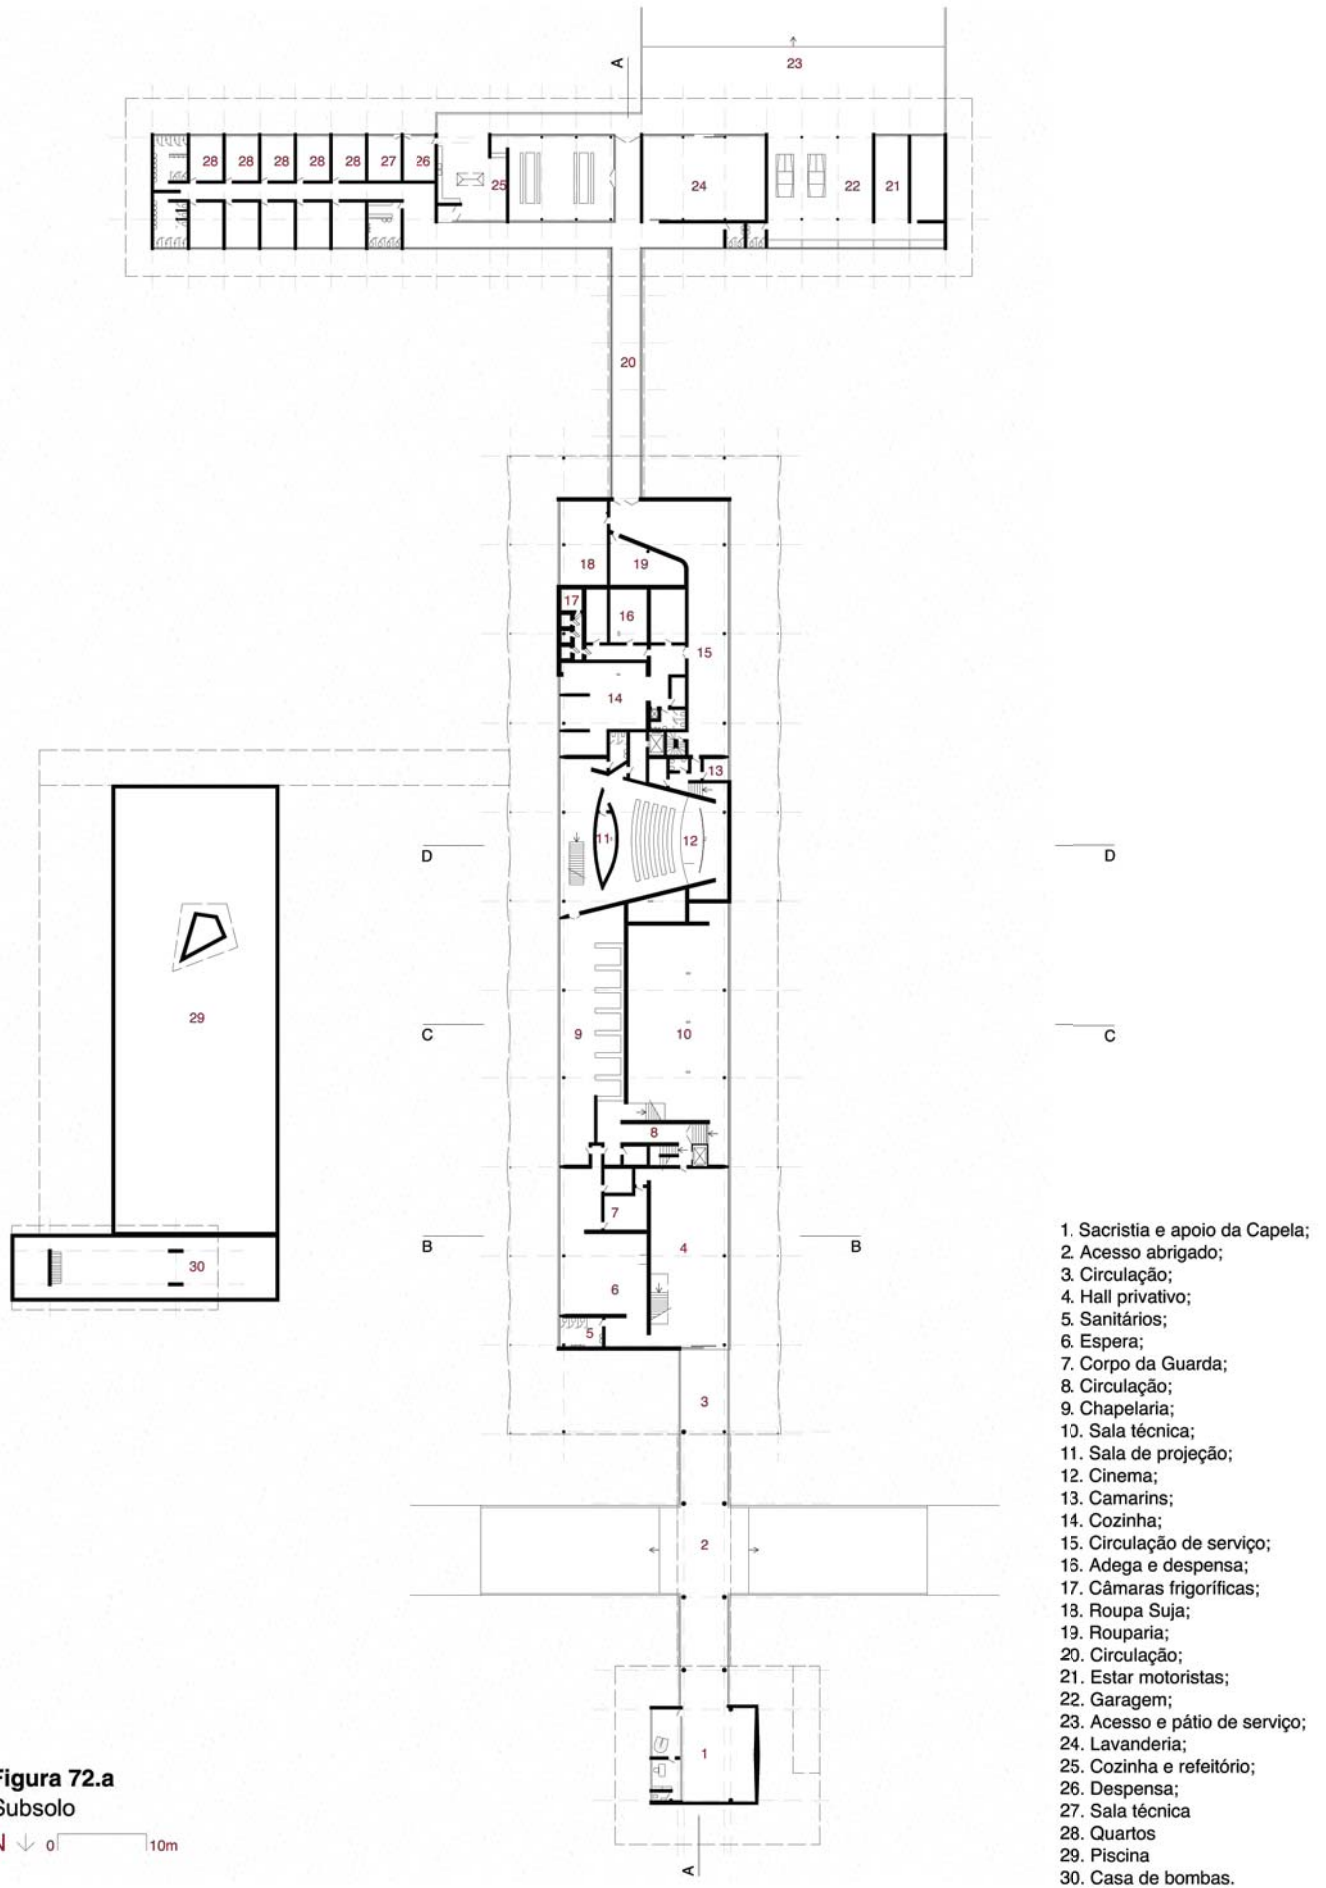 A
23
28
28
28
28
28
27
26
25
24
22
21
20
18
19
17
16
15
14
13
11
12
D
D
29
9
10
C
C
8
7
4
B
B
30
6
5
3
2
1
A
1. Sacristia e apoio da Capela;
2. Acesso abrigado;
3. Circulação;
4. Hall privativo;
5. Sanitários;
6. Espera;
7. Corpo da Guarda;
8. Circulação;
9. Chapelaria;
10. Sala técnica;
11. Sala de projeção;
12. Cinema;
13. Camarins;
14. Cozinha;
15. Circulação de serviço;
16. Adega e despensa;
17. Câmaras frigoríficas;
18. Roupa Suja;
19. Rouparia;
20. Circulação;
21. Estar motoristas;
22. Garagem;
23. Acesso e pátio de serviço;
24. Lavanderia;
25. Cozinha e refeitório;
26. Despensa;
27. Sala técnica
28. Quartos
29. Piscina
30. Casa de bombas.
Figura 72.a
Subsolo
N 0 10m